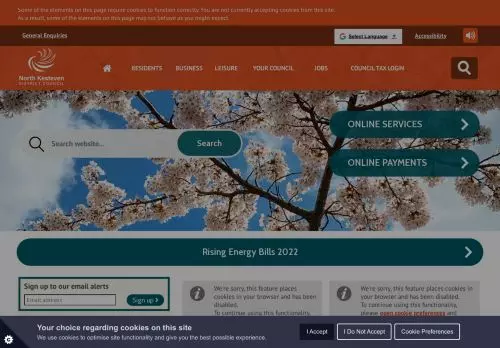 Some of the elements on this page require cookies to function correctly. You are not currently accepting cookies from this site.
As a result, some of the elements on this page may not behave as you might expect.
General Enquiries
Select Language
Accessibility
North Kesteven
DISTRICT COUNCIL
RESIDENTS
BUSINESS
LEISURE
YOUR COUNCIL
JOBS
COUNCIL TAX LOGIN
ONLINE SERVICES
Search website...
Search
ONLINE PAYMENTS
Rising Energy Bills 2022
Sign up to our email alerts
Email address
Sign up
We're sorry, this feature places
cookies in your browser and has been
disabled.
To continue using this functionality,
We're sorry, this feature places
cookies in your browser and has been
disabled.
To continue using this functionality,
please open cookie preferences and
Your choice regarding cookies on this site
We use cookies to optimise site functionality and give you the best possible experience.
I Accept
I Do Not Accept
Cookie Preferences